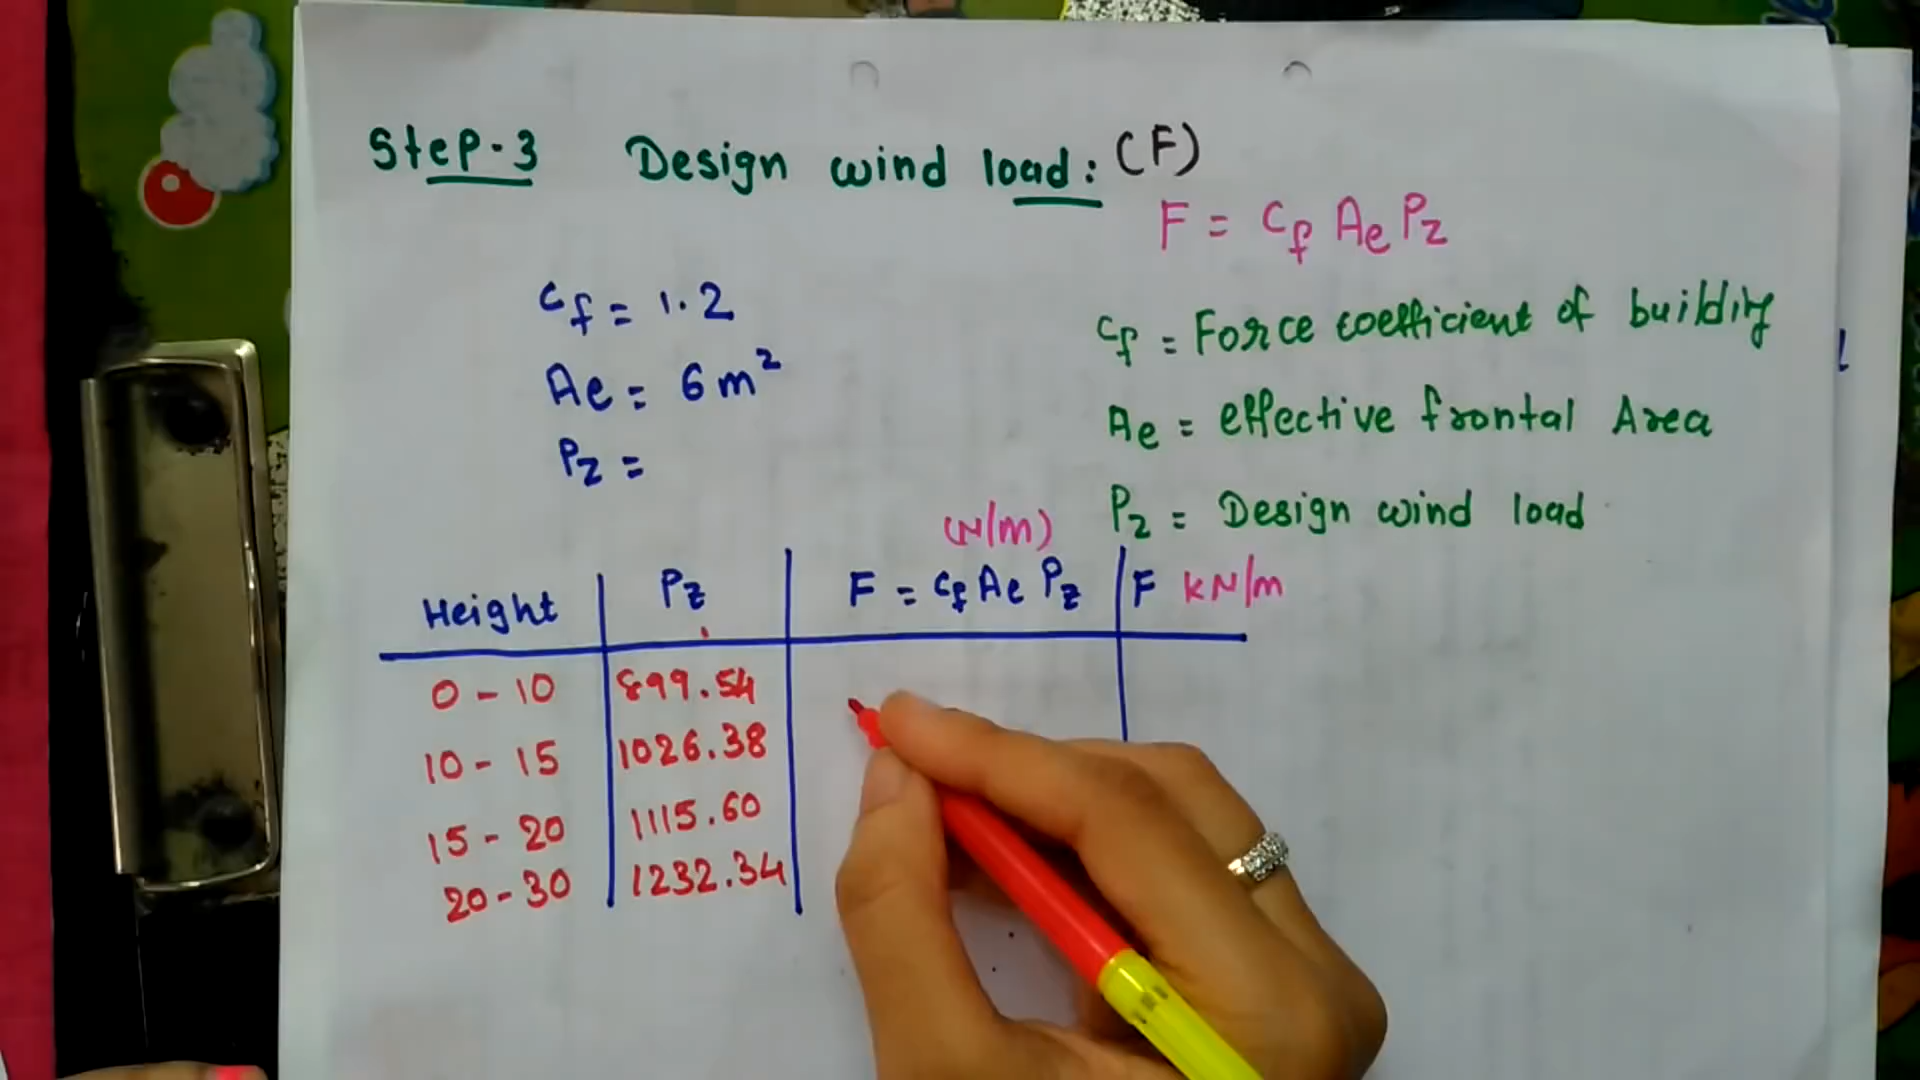 Step-3 Design wind load: (F)
F = Cf Ae Pz
Cf = 1.2
Cf = Force coefficient of building
Ae = 6m²
Ae = effective frontal Area
Pz =
Pz = Design wind load
(N/m)
Height Pz F = Cf Ae Pz F kN/m
0-10 899.54
10-15 1026.38
15-20 1115.60
20-30 1232.34